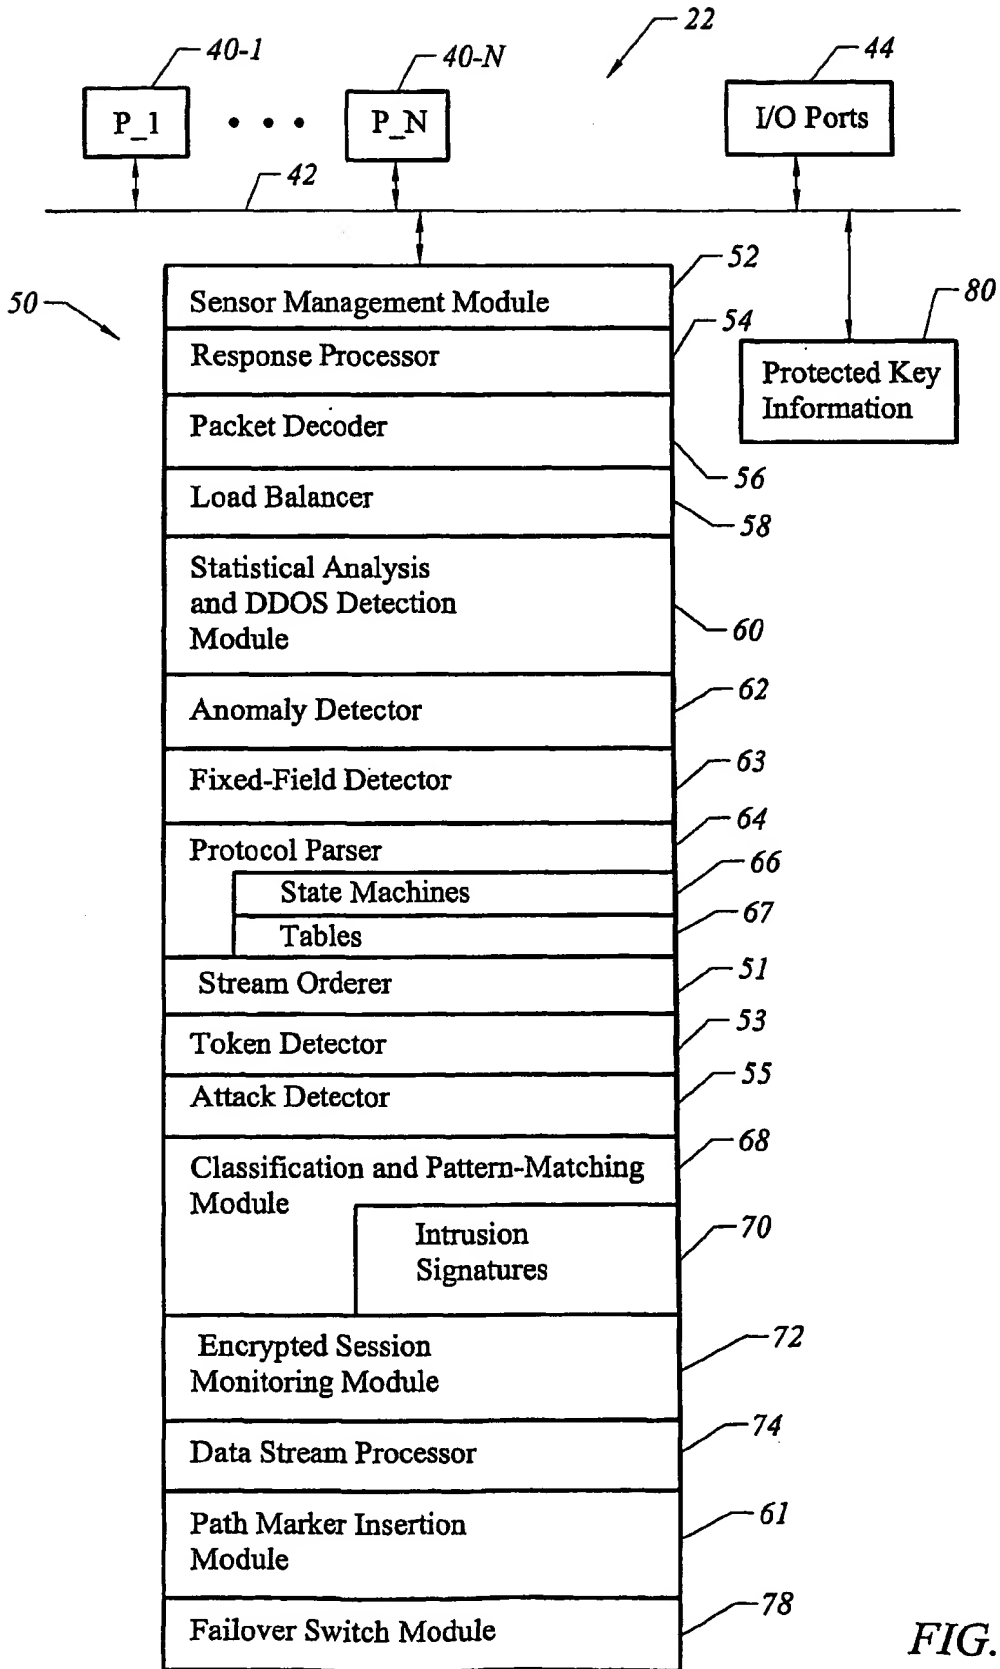 40-1
40-N
22
44
P_1
• • •
P_N
I/O Ports
42
52
50
80
Sensor Management Module
54
Response Processor
Protected Key
Information
Packet Decoder
56
Load Balancer
58
Statistical Analysis
and DDOS Detection
Module
60
62
Anomaly Detector
63
Fixed-Field Detector
64
Protocol Parser
66
State Machines
67
Tables
51
Stream Orderer
53
Token Detector
55
Attack Detector
68
Classification and Pattern-Matching
Module
70
Intrusion
Signatures
72
Encrypted Session
Monitoring Module
74
Data Stream Processor
61
Path Marker Insertion
Module
78
Failover Switch Module
FIG.